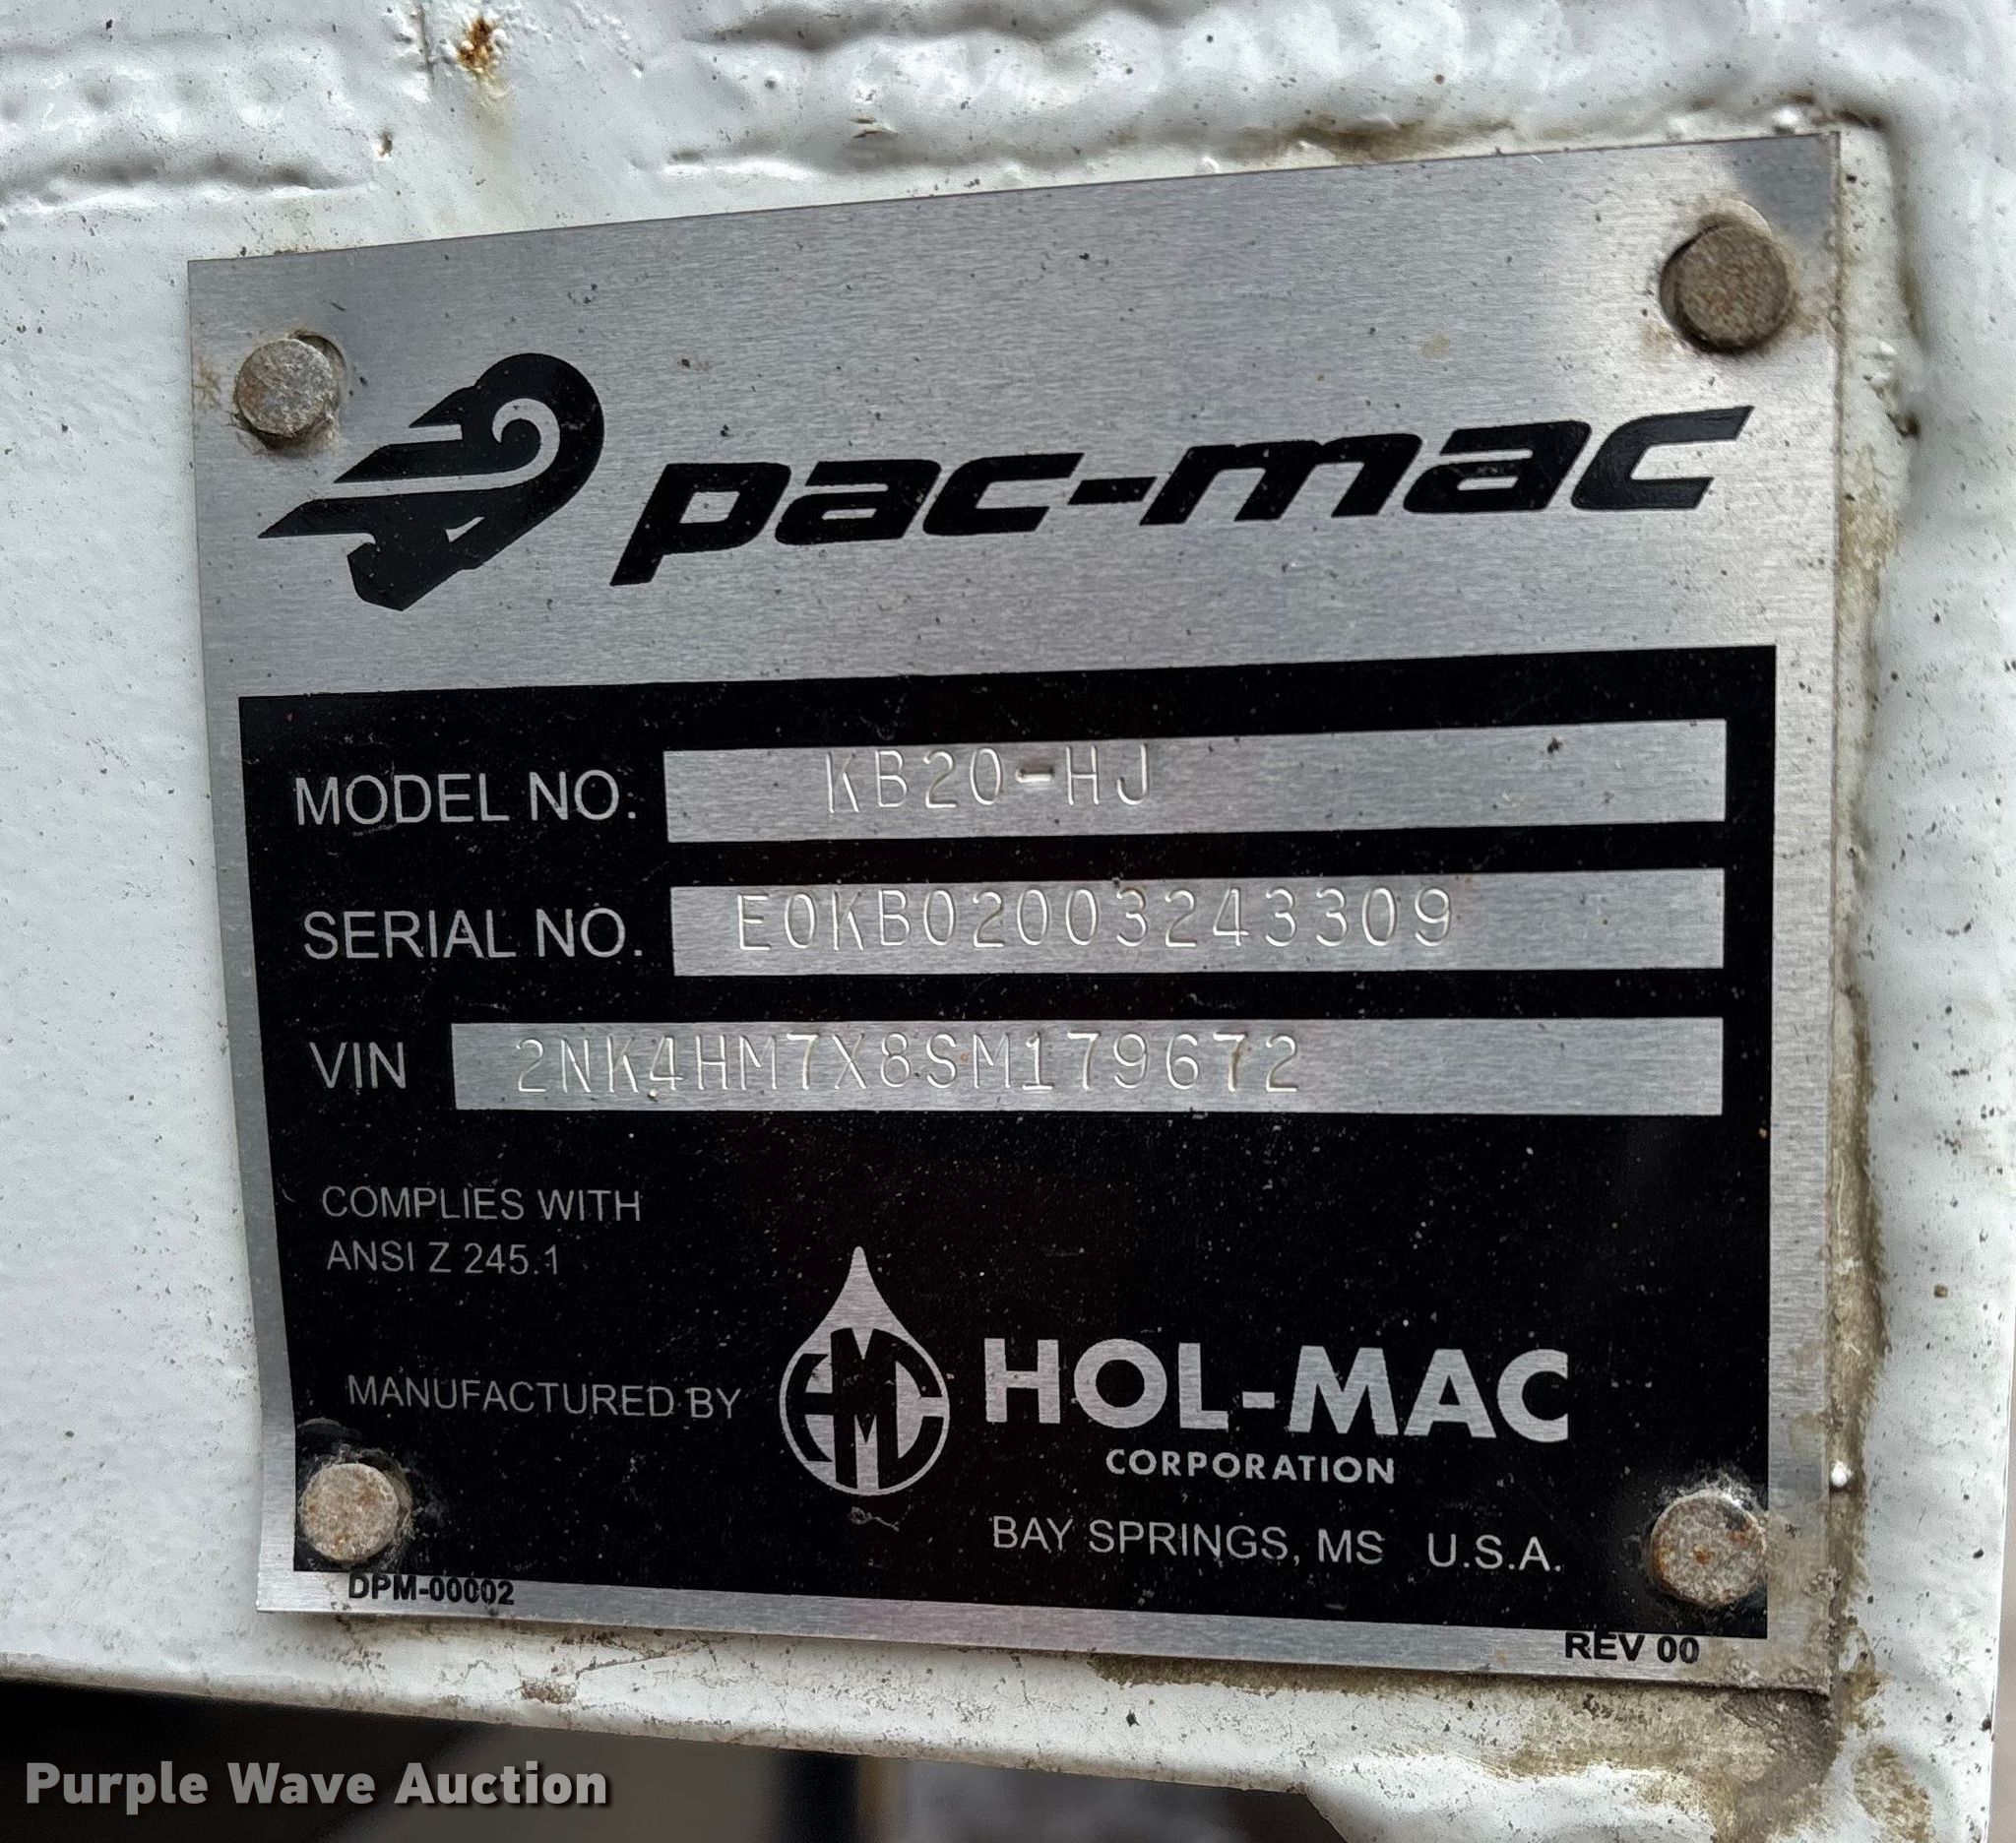 pac-mac
MODEL NO. KB20-HJ
SERIAL NO. E0KB02003243309
VIN 2NK4HM7X8SM179672
COMPLIES WITH
ANSI Z 245.1
MANUFACTURED BY HMC HOL-MAC
CORPORATION
BAY SPRINGS, MS U.S.A.
DPM-00002
REV 00
Purple Wave Auction